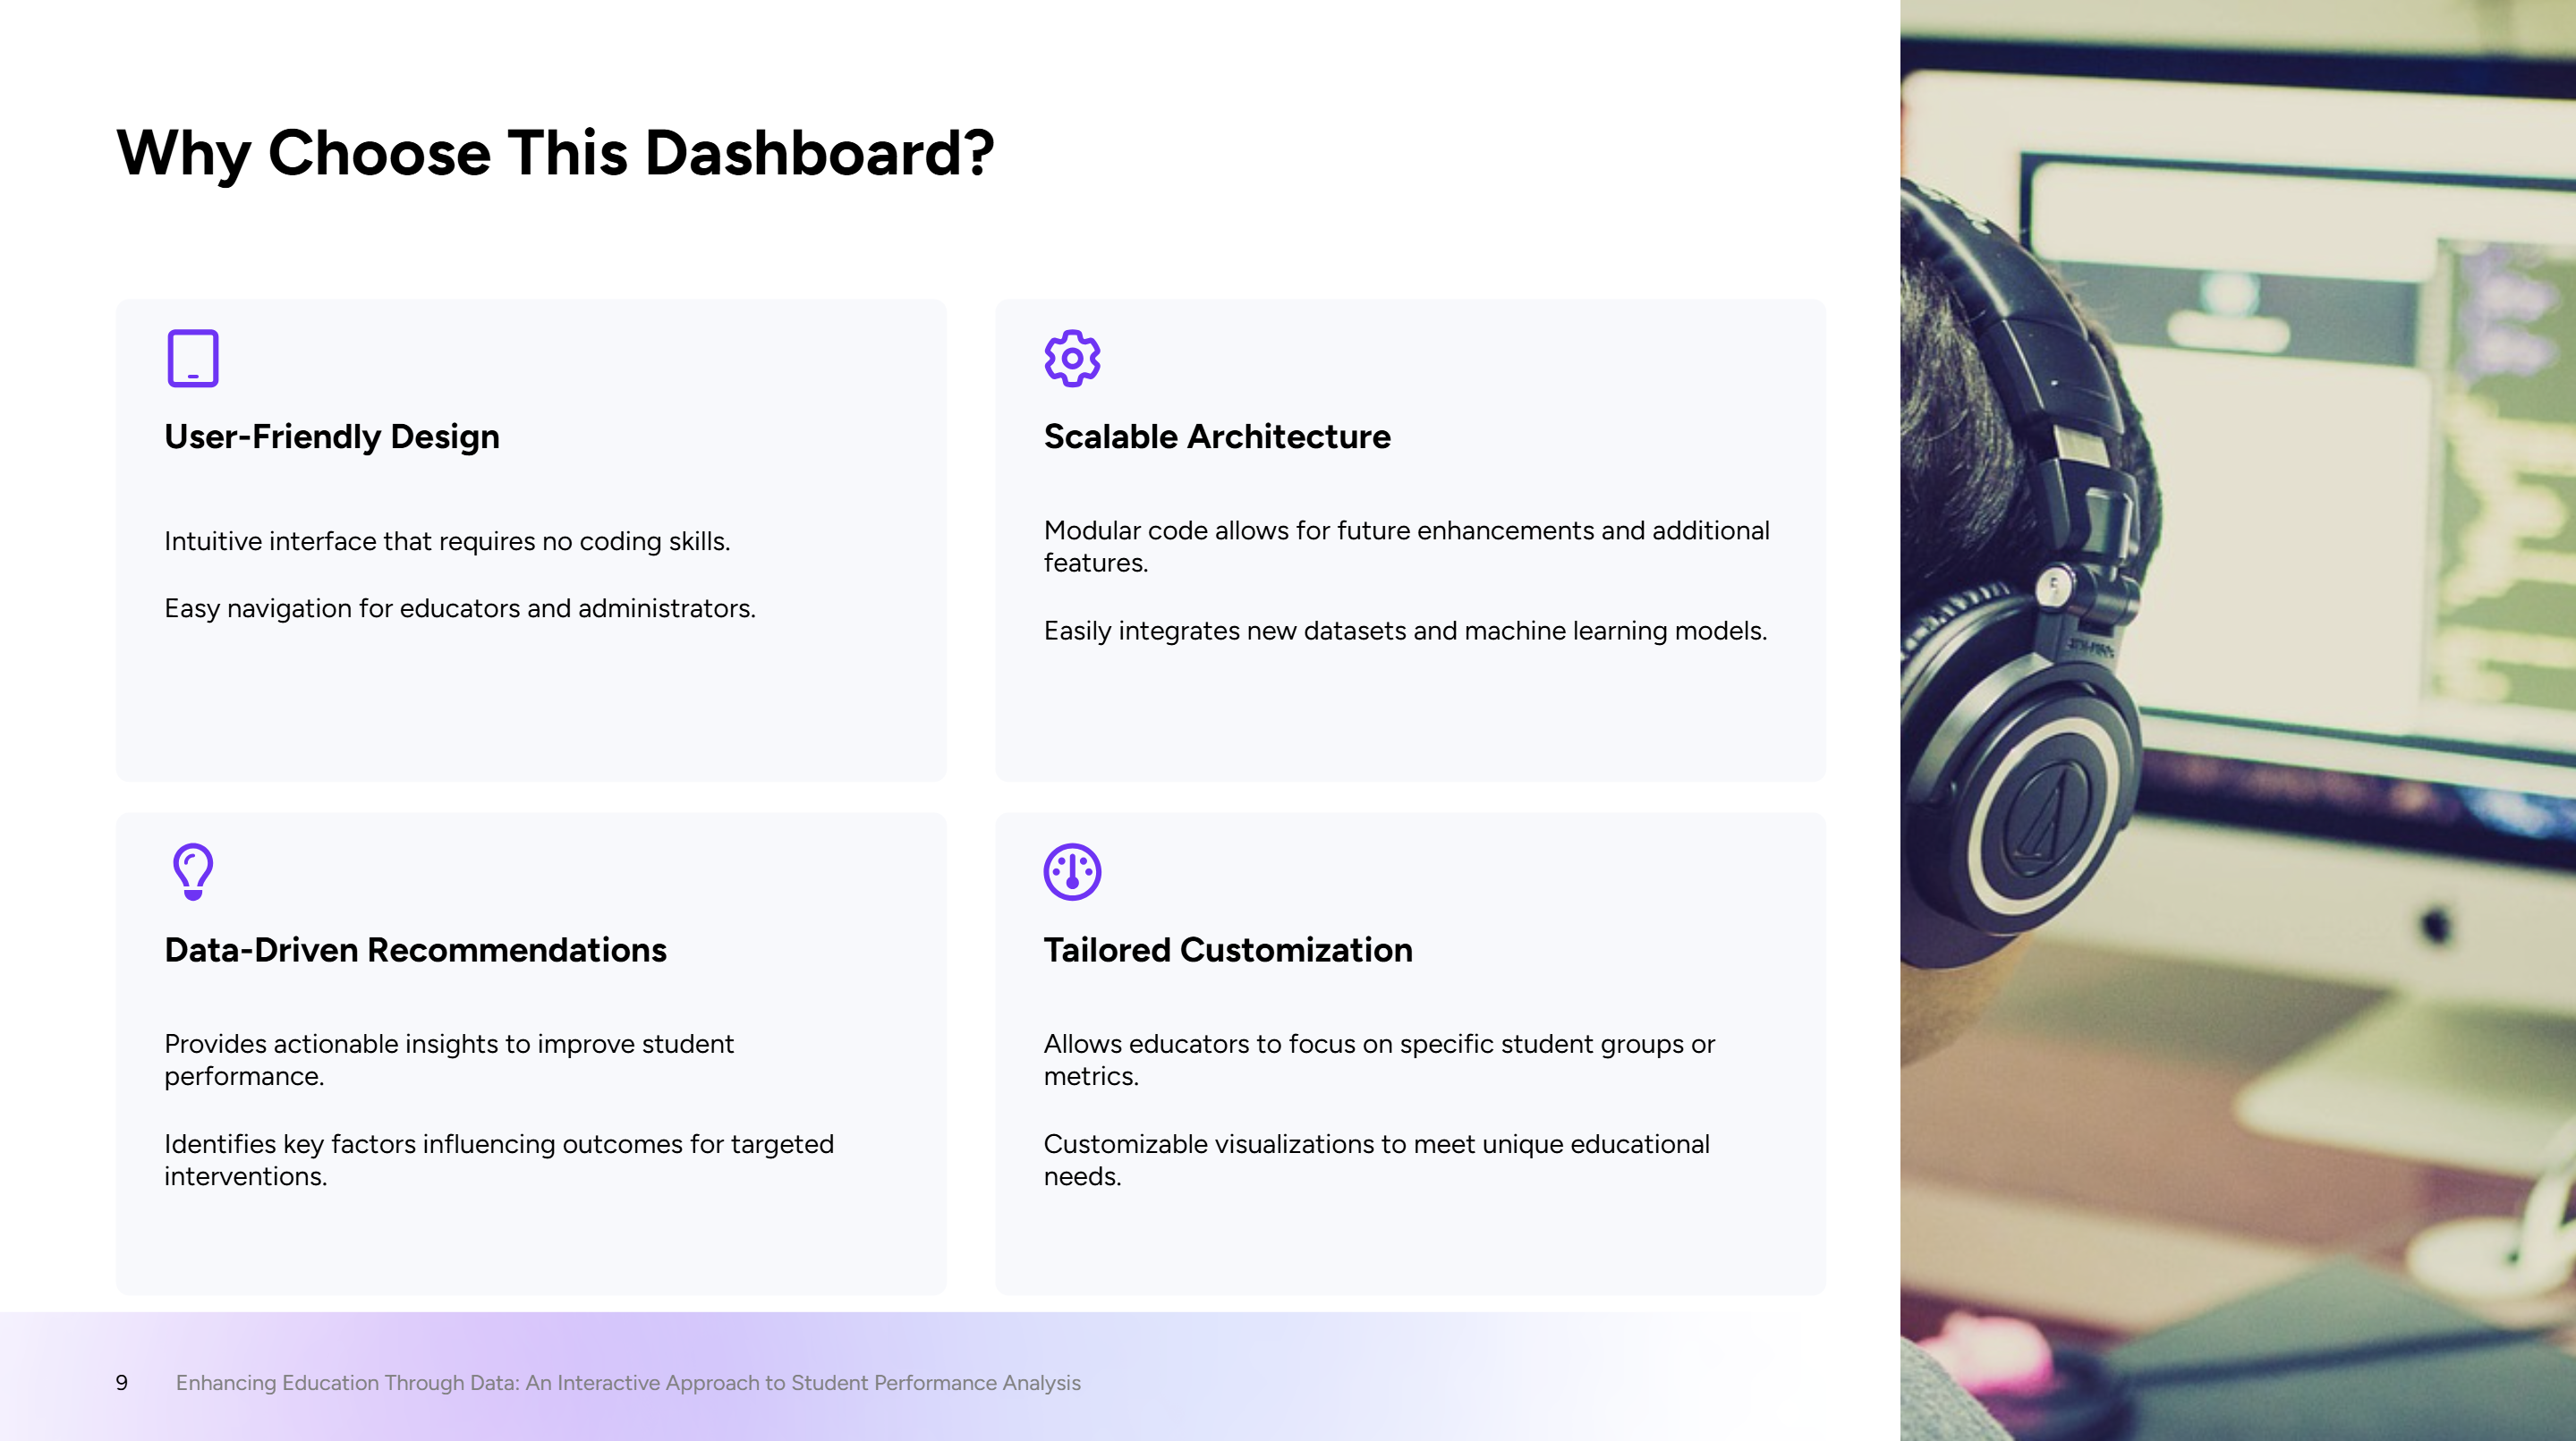 Why Choose This Dashboard?
User-Friendly Design
Intuitive interface that requires no coding skills.
Easy navigation for educators and administrators.
Scalable Architecture
Modular code allows for future enhancements and additional
features.
Easily integrates new datasets and machine learning models.
Data-Driven Recommendations
Provides actionable insights to improve student
performance.
Identifies key factors influencing outcomes for targeted
interventions.
Tailored Customization
Allows educators to focus on specific student groups or
metrics.
Customizable visualizations to meet unique educational
needs.
9
Enhancing Education Through Data: An Interactive Approach to Student Performance Analysis